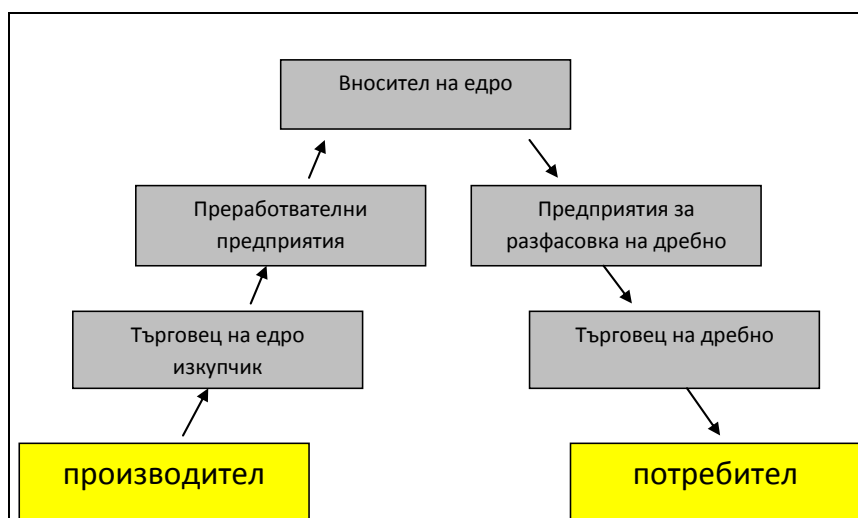 Вносител на едро
Преработвателни
предприятия
Предприятия за
разфасовка на дребно
Търговец на едро
изкупчик
Търговец на дребно
производител
потребител